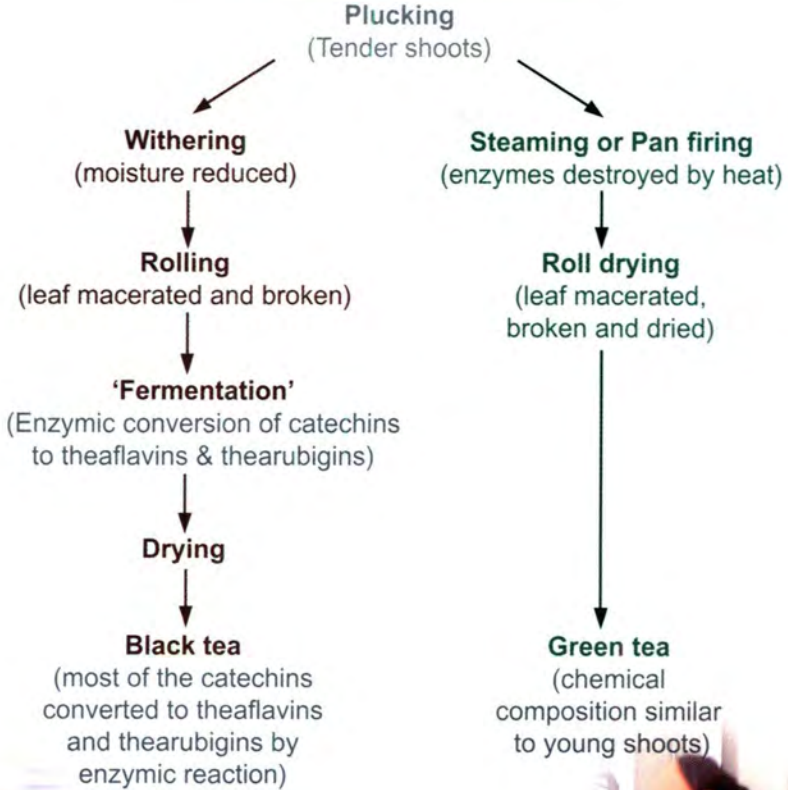 Plucking
(Tender shoots)
Withering
(moisture reduced)
Rolling
(leaf macerated and broken)
‘Fermentation’
(Enzymic conversion of catechins
to theaflavins & thearubigins)
Drying
Black tea
(most of the catechins
converted to theaflavins
and thearubigins by
enzymic reaction)
Steaming or Pan firing
(enzymes destroyed by heat)
Roll drying
(leaf macerated,
broken and dried)
Green tea
(chemical
composition similar
to young shoots)